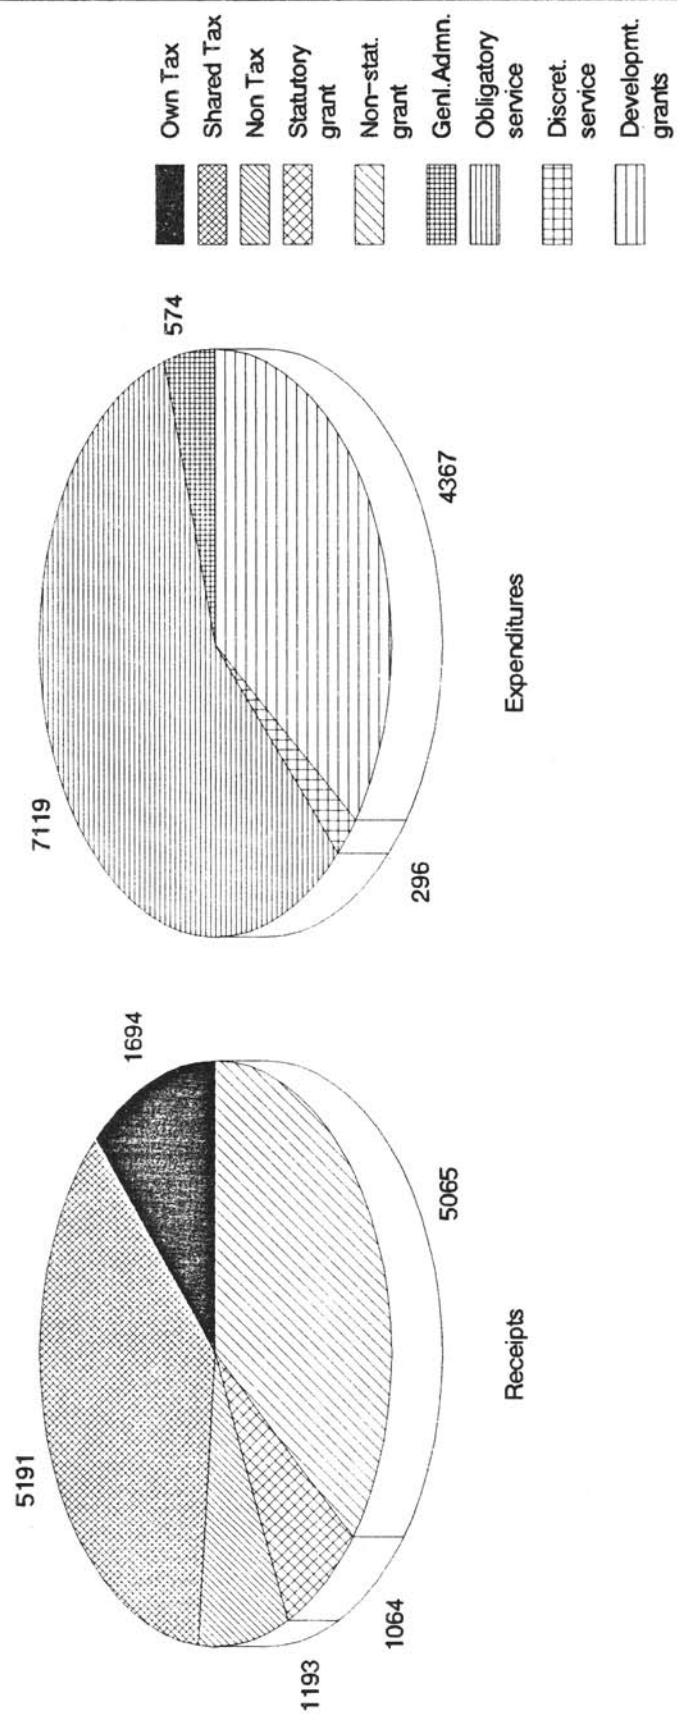 5191
1694
1193
1064
5065
Receipts
7119
574
296
4367
Expenditures
Own Tax
Shared Tax
Non Tax
Statutory
grant
Non-stat.
grant
Genl.Admn.
Obligatory
service
Discret.
service
Developmt.
grants